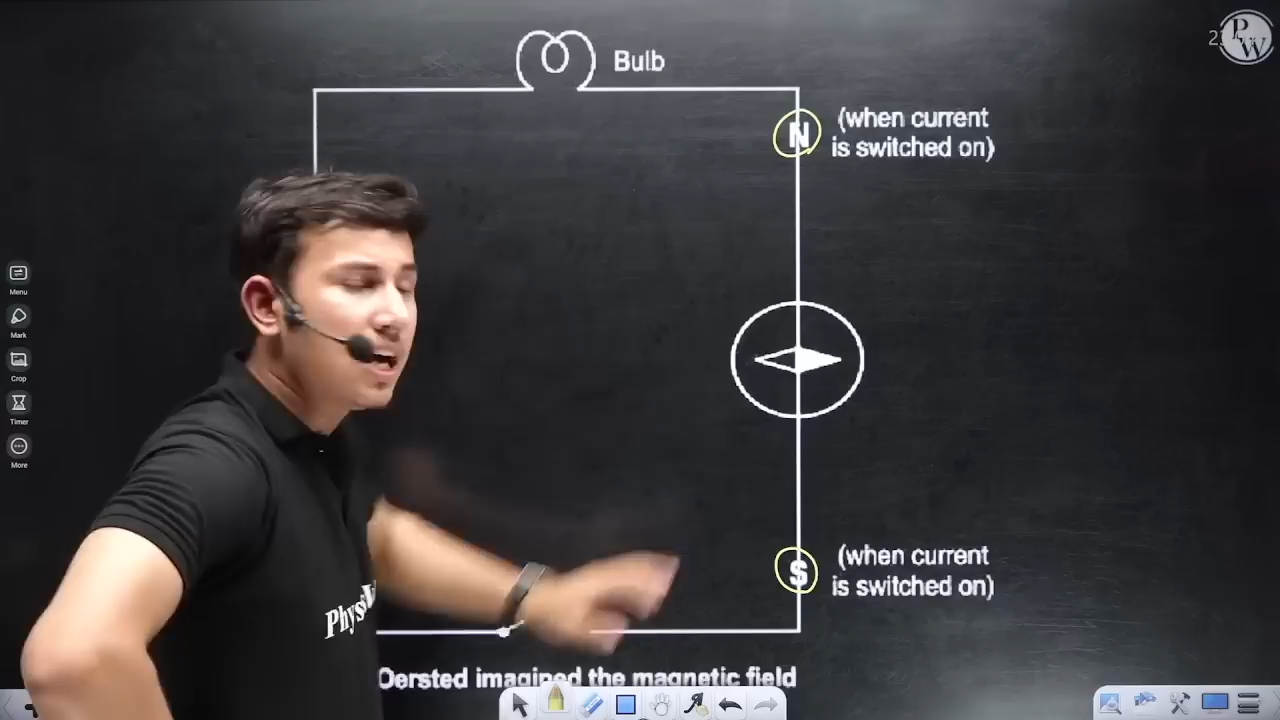 PW
Bulb
N
(when current
is switched on)
S
(when current
is switched on)
Oersted imagined the magnetic field
Menu
Mark
Crop
Timer
More